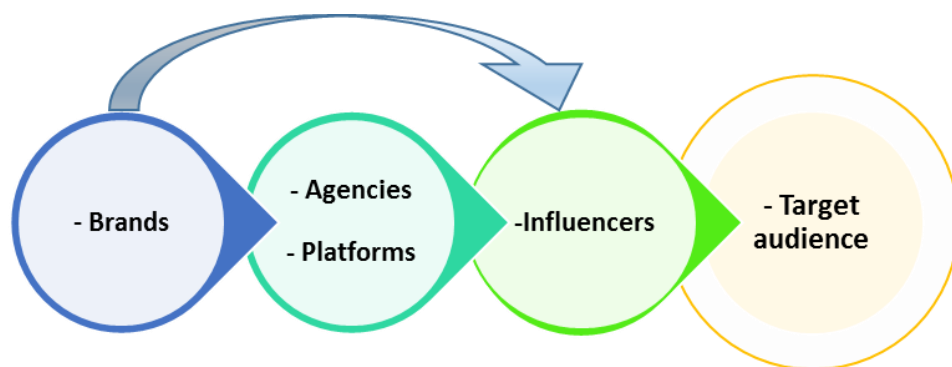 - Brands
- Agencies
- Platforms
-Influencers
- Target
audience